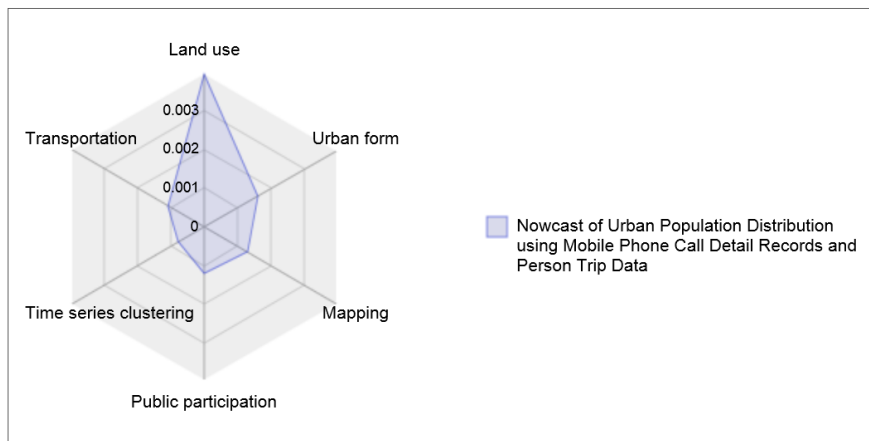 Land use
0.003
Transportation
Urban form
0.002
0.001
0
Nowcast of Urban Population Distribution
using Mobile Phone Call Detail Records and
Person Trip Data
Time series clustering
Mapping
Public participation